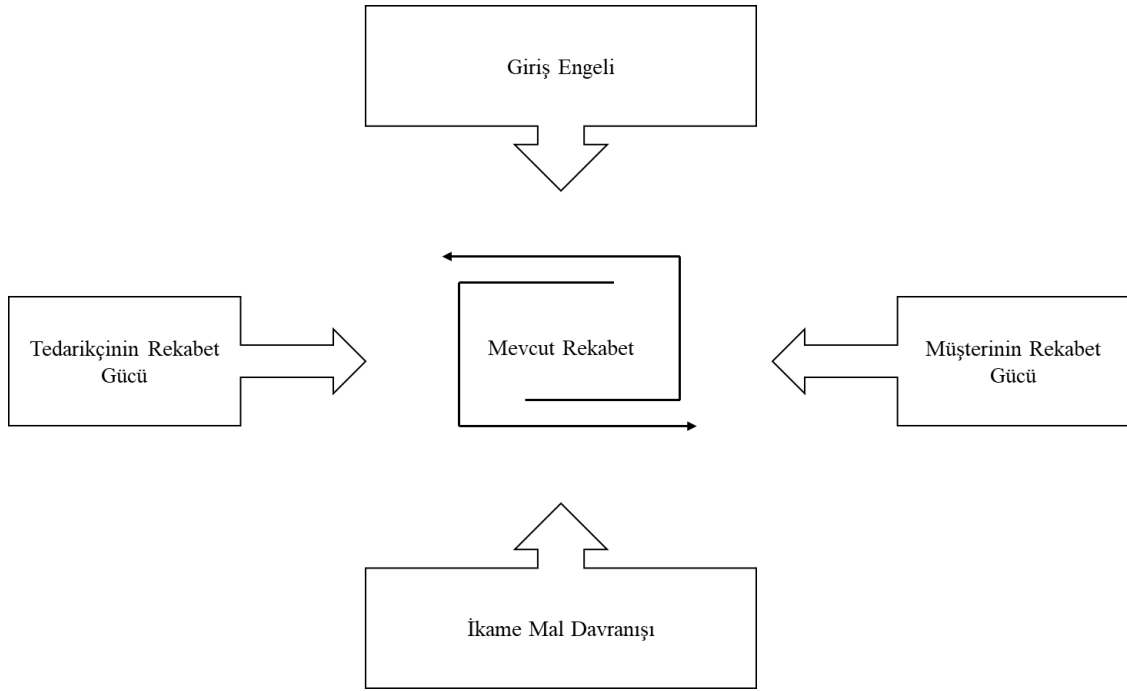 Giriş Engeli
Tedarikçinin Rekabet
Gücü
Mevcut Rekabet
Müşterinin Rekabet
Gücü
İkame Mal Davranışı